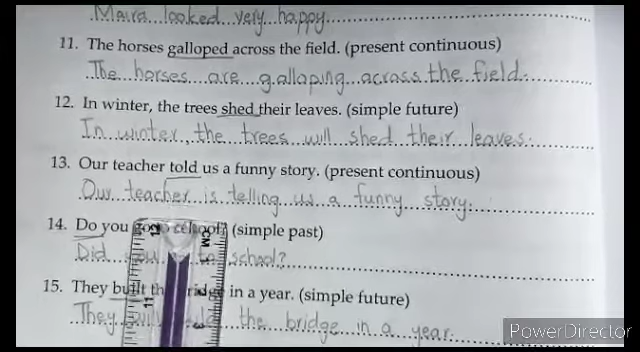 Maira looked very happy.
11. The horses galloped across the field. (present continuous)
The horses are galloping across the field.
12. In winter, the trees shed their leaves. (simple future)
In winter, the trees will shed their leaves.
13. Our teacher told us a funny story. (present continuous)
Our teacher is telling us a funny story.
14. Do you go to school? (simple past)
Did you to school?
15. They built the bridge in a year. (simple future)
They will the bridge in a year.
PowerDirector